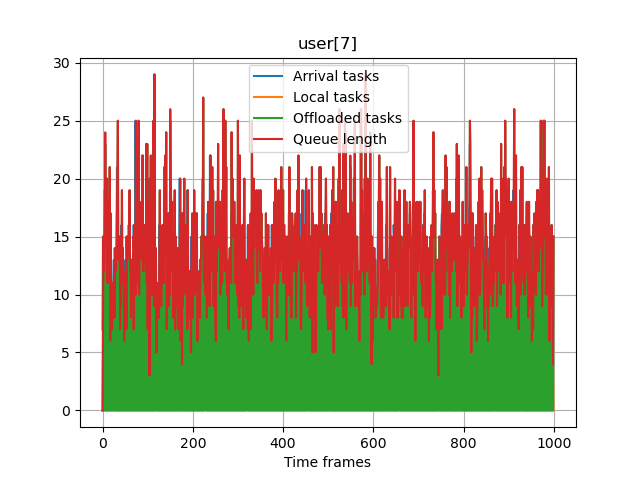 user[7]
Arrival tasks
Local tasks
Offloaded tasks
Queue length
30
25
20
15
10
5
0
0 200 400 600 800 1000
Time frames